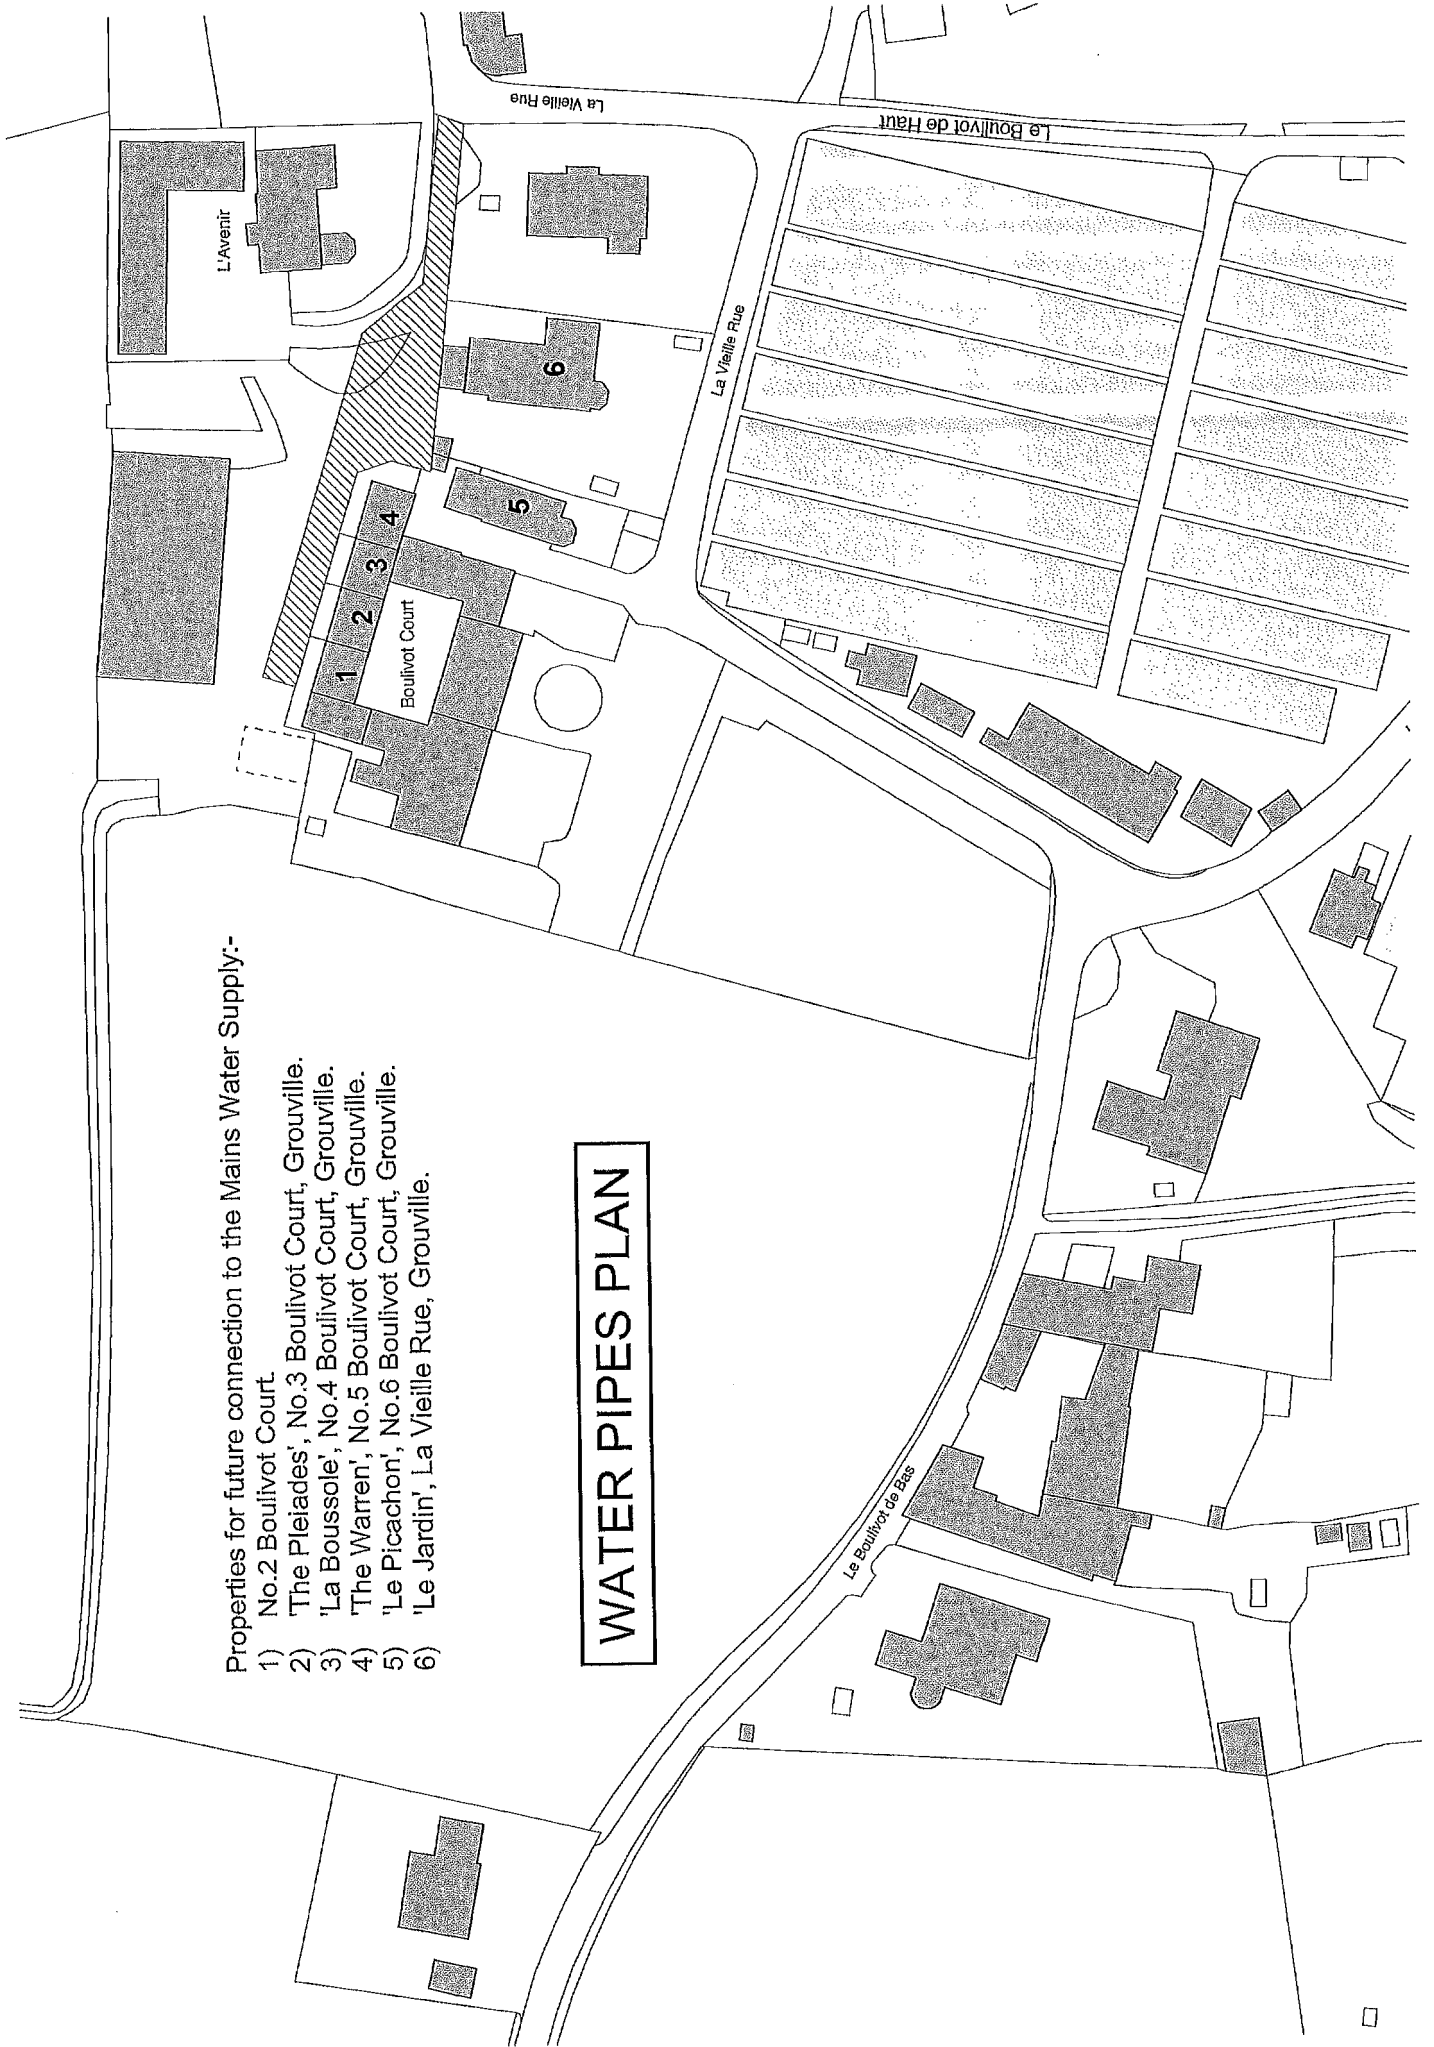 Properties for future connection to the Mains Water Supply:-
1) No.2 Boulivot Court.
2) 'The Pleiades', No.3 Boulivot Court, Grouville.
3) 'La Boussole', No.4 Boulivot Court, Grouville.
4) 'The Warren', No.5 Boulivot Court, Grouville.
5) 'Le Picachon', No.6 Boulivot Court, Grouville.
6) 'Le Jardin', La Vieille Rue, Grouville.
WATER PIPES PLAN
L'Avenir
1
2
3
4
Boulivot Court
5
6
La Vieille Rue
La Vieille Rue
Le Boulivot de Haut
Le Boulivot de Bas